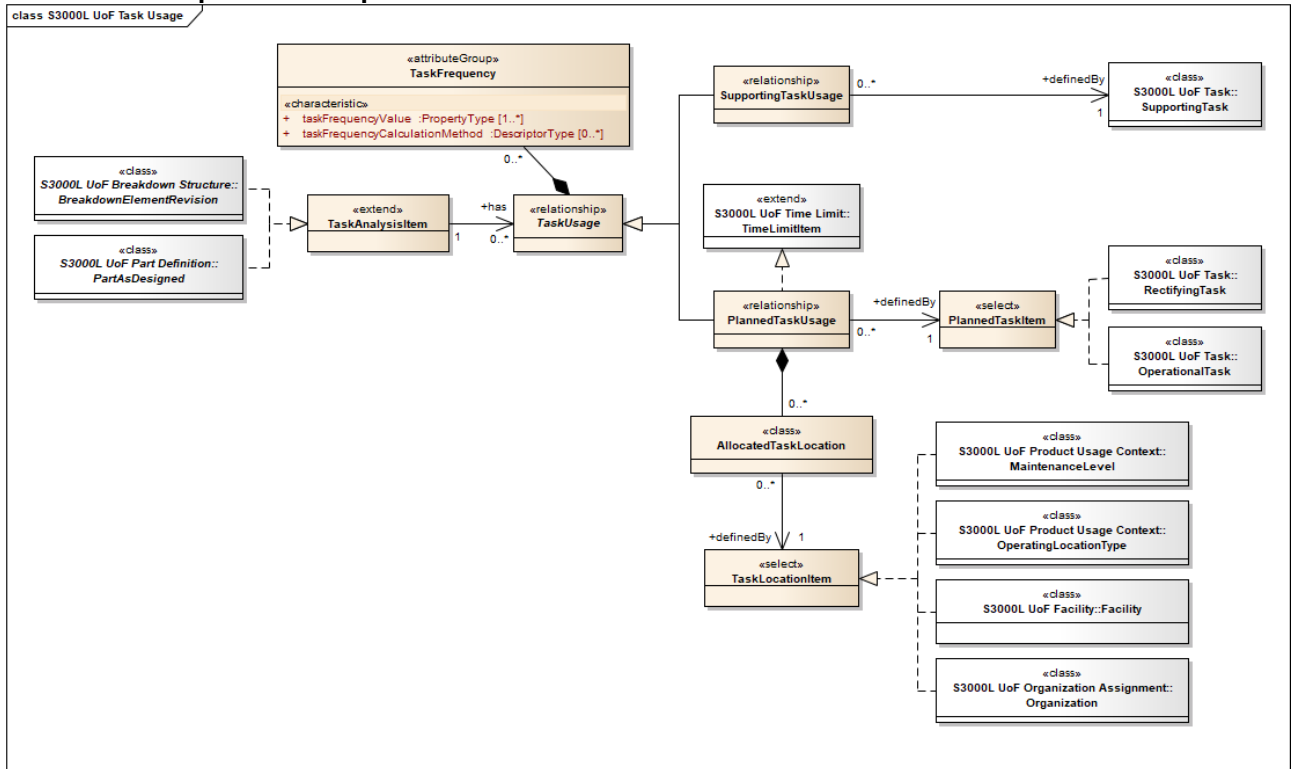 class S3000L UoF Task Usage
«attributeGroup»
TaskFrequency
«characteristic»
+ taskFrequencyValue :PropertyType [1..*]
+ taskFrequencyCalculationMethod :DescriptorType [0..*]
0..*
«relationship»
SupportingTaskUsage
0..*
+definedBy
1
«class»
S3000L UoF Task::
SupportingTask
«class»
S3000L UoF Breakdown Structure::
BreakdownElementRevision
«class»
S3000L UoF Part Definition::
PartAsDesigned
«extend»
TaskAnalysisItem
1
+has
0..*
«relationship»
TaskUsage
«extend»
S3000L UoF Time Limit::
TimeLimitItem
«relationship»
PlannedTaskUsage
+definedBy
0..*
1
«select»
PlannedTaskItem
«class»
S3000L UoF Task::
RectifyingTask
«class»
S3000L UoF Task::
OperationalTask
0..*
«class»
AllocatedTaskLocation
0..*
+definedBy
1
«select»
TaskLocationItem
«class»
S3000L UoF Product Usage Context::
MaintenanceLevel
«class»
S3000L UoF Product Usage Context::
OperatingLocationType
«class»
S3000L UoF Facility::Facility
«class»
S3000L UoF Organization Assignment::
Organization